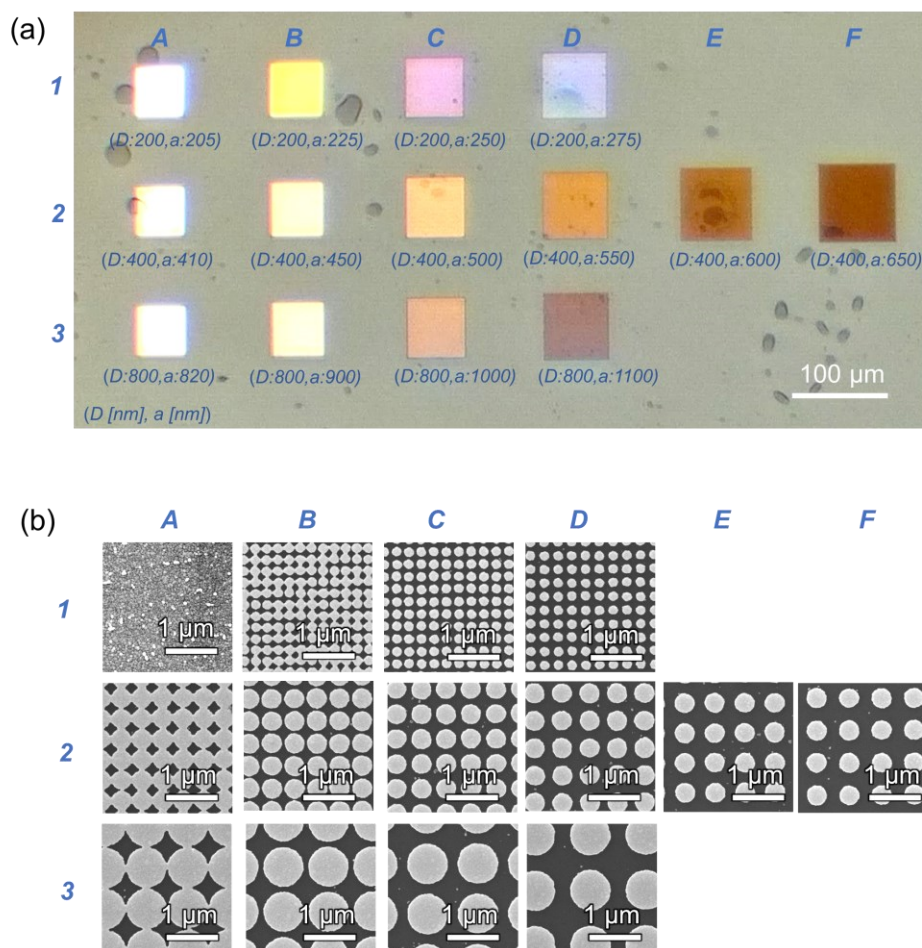 (a)
A B C D E F
1
(D:200,a:205) (D:200,a:225) (D:200,a:250) (D:200,a:275)
2
(D:400,a:410) (D:400,a:450) (D:400,a:500) (D:400,a:550) (D:400,a:600) (D:400,a:650)
3
(D:800,a:820) (D:800,a:900) (D:800,a:1000) (D:800,a:1100)
100 μm
(D [nm], a [nm])
(b)
A B C D E F
1
1 μm 1 μm 1 μm 1 μm
2
1 μm 1 μm 1 μm 1 μm 1 μm 1 μm
3
1 μm 1 μm 1 μm 1 μm